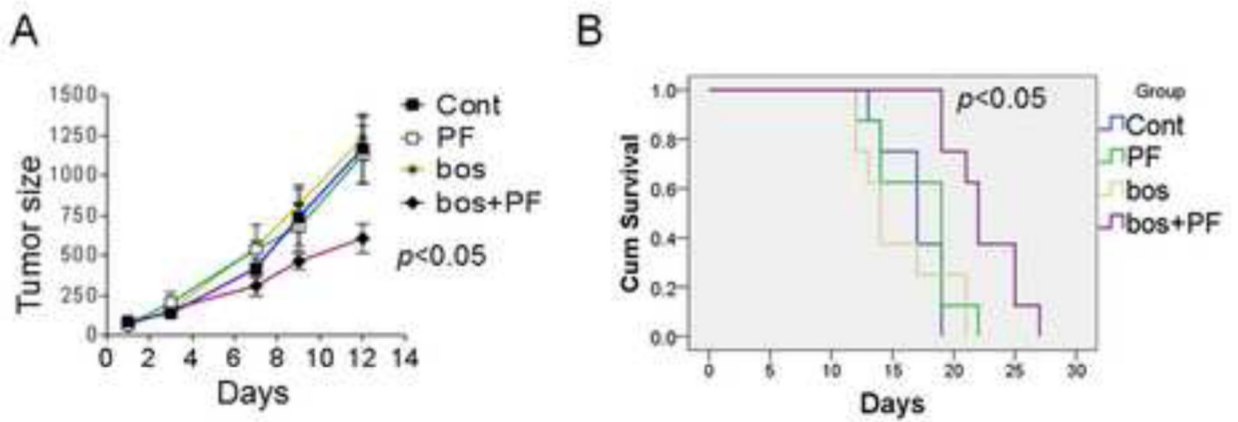 A
Tumor size
1500
1250
1000
750
500
250
0
0 2 4 6 8 10 12 14
Days
Cont
PF
bos
bos+PF
p<0.05
B
Cum Survival
1.0
0.8
0.6
0.4
0.2
0.0
0 5 10 15 20 25 30
Days
p<0.05
Group
Cont
PF
bos
bos+PF